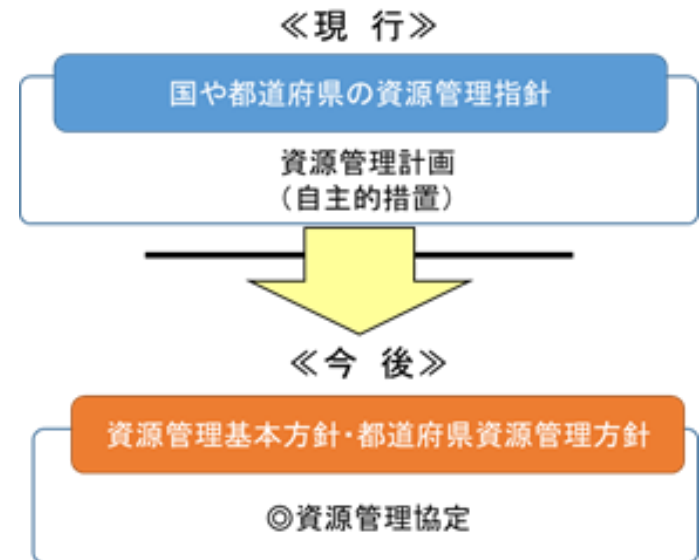 ≪現 行≫
国や都道府県の資源管理指針
資源管理計画
（自主的措置）
≪今 後≫
資源管理基本方針・都道府県資源管理方針
◎資源管理協定